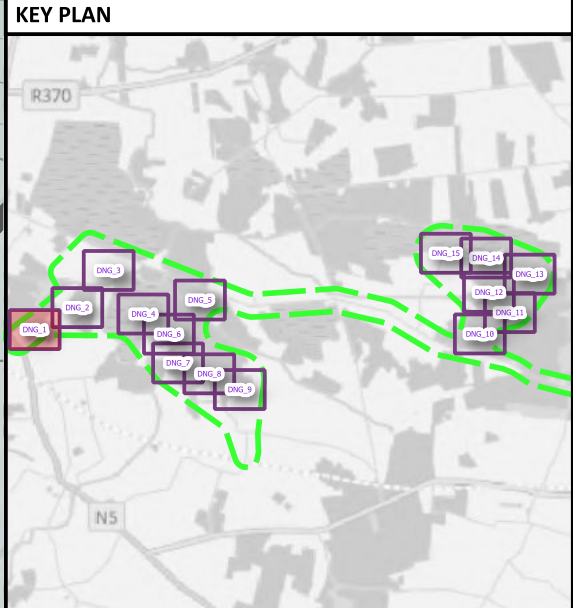 KEY PLAN
R370
DNG_15
DNG_14
DNG_3
DNG_13
DNG_12
DNG_5
DNG_2
DNG_4
DNG_11
DNG_1
DNG_6
DNG_10
DNG_7
DNG_8
DNG_9
N5